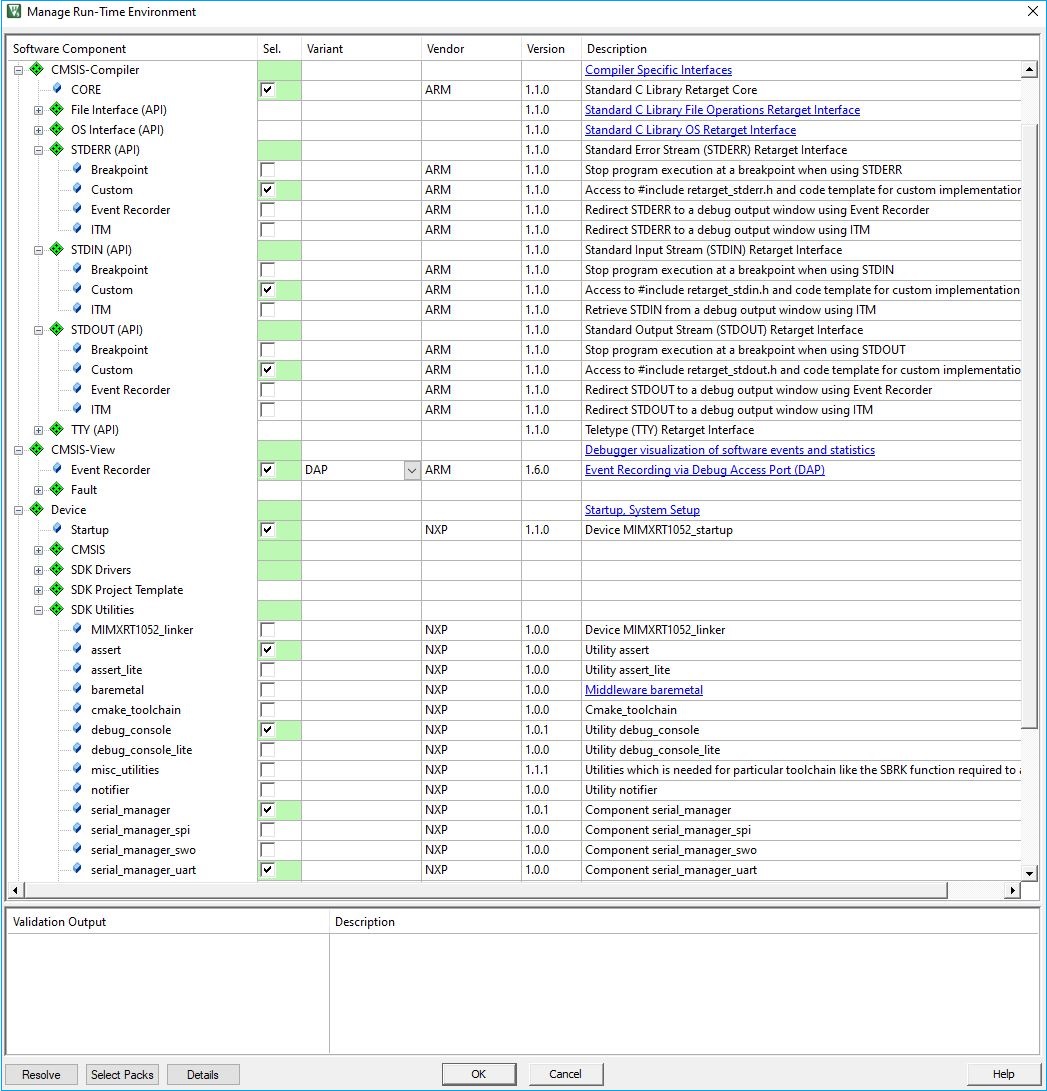 Manage Run-Time Environment
Software Component Sel. Variant Vendor Version Description
CMSIS-Compiler Compiler Specific Interfaces
CORE ARM 1.1.0 Standard C Library Retarget Core
File Interface (API) 1.1.0 Standard C Library File Operations Retarget Interface
OS Interface (API) 1.1.0 Standard C Library OS Retarget Interface
STDERR (API) 1.1.0 Standard Error Stream (STDERR) Retarget Interface
Breakpoint ARM 1.1.0 Stop program execution at a breakpoint when using STDERR
Custom ARM 1.1.0 Access to #include retarget_stderr.h and code template for custom implementation
Event Recorder ARM 1.1.0 Redirect STDERR to a debug output window using Event Recorder
ITM ARM 1.1.0 Redirect STDERR to a debug output window using ITM
STDIN (API) 1.1.0 Standard Input Stream (STDIN) Retarget Interface
Breakpoint ARM 1.1.0 Stop program execution at a breakpoint when using STDIN
Custom ARM 1.1.0 Access to #include retarget_stdin.h and code template for custom implementation
ITM ARM 1.1.0 Retrieve STDIN from a debug output window using ITM
STDOUT (API) 1.1.0 Standard Output Stream (STDOUT) Retarget Interface
Breakpoint ARM 1.1.0 Stop program execution at a breakpoint when using STDOUT
Custom ARM 1.1.0 Access to #include retarget_stdout.h and code template for custom implementatio
Event Recorder ARM 1.1.0 Redirect STDOUT to a debug output window using Event Recorder
ITM ARM 1.1.0 Redirect STDOUT to a debug output window using ITM
TTY (API) 1.1.0 Teletype (TTY) Retarget Interface
CMSIS-View Debugger visualization of software events and statistics
Event Recorder DAP ARM 1.6.0 Event Recording via Debug Access Port (DAP)
Fault
Device Startup, System Setup
Startup NXP 1.1.0 Device MIMXRT1052_startup
CMSIS
SDK Drivers
SDK Project Template
SDK Utilities
MIMXRT1052_linker NXP 1.0.0 Device MIMXRT1052_linker
assert NXP 1.0.0 Utility assert
assert_lite NXP 1.0.0 Utility assert_lite
baremetal NXP 1.0.0 Middleware baremetal
cmake_toolchain NXP 1.0.0 Cmake_toolchain
debug_console NXP 1.0.1 Utility debug_console
debug_console_lite NXP 1.0.0 Utility debug_console_lite
misc_utilities NXP 1.1.1 Utilities which is needed for particular toolchain like the SBRK function required to a
notifier NXP 1.0.0 Utility notifier
serial_manager NXP 1.0.1 Component serial_manager
serial_manager_spi NXP 1.0.0 Component serial_manager_spi
serial_manager_swo NXP 1.0.0 Component serial_manager_swo
serial_manager_uart NXP 1.0.0 Component serial_manager_uart
Validation Output Description
Resolve Select Packs Details OK Cancel Help